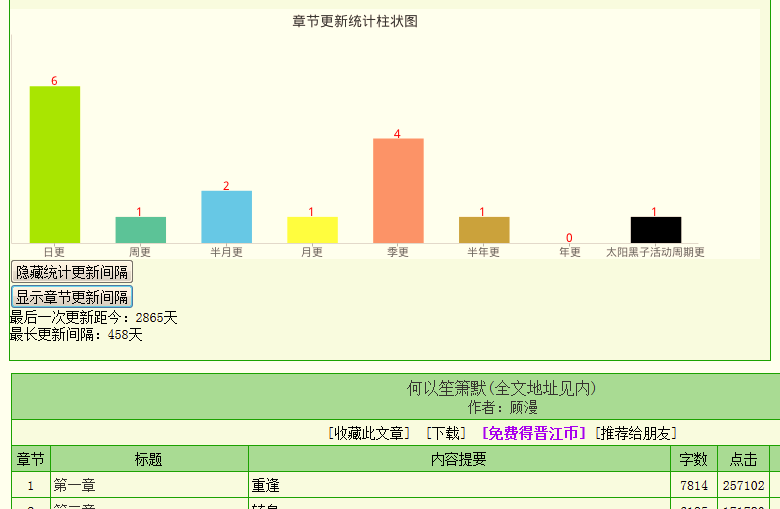 章节更新统计柱状图
6
1
2
1
4
1
0
1
日更 周更 半月更 月更 季更 半年更 年更 太阳黑子活动周期更
隐藏统计更新间隔
显示章节更新间隔
最后一次更新距今：2865天
最长更新间隔：458天
何以笙箫默(全文地址见内)
作者：顾漫
[收藏此文章] [下载] [免费得晋江币] [推荐给朋友]
章节 标题 内容提要 字数 点击
1 第一章 重逢 7814 257102